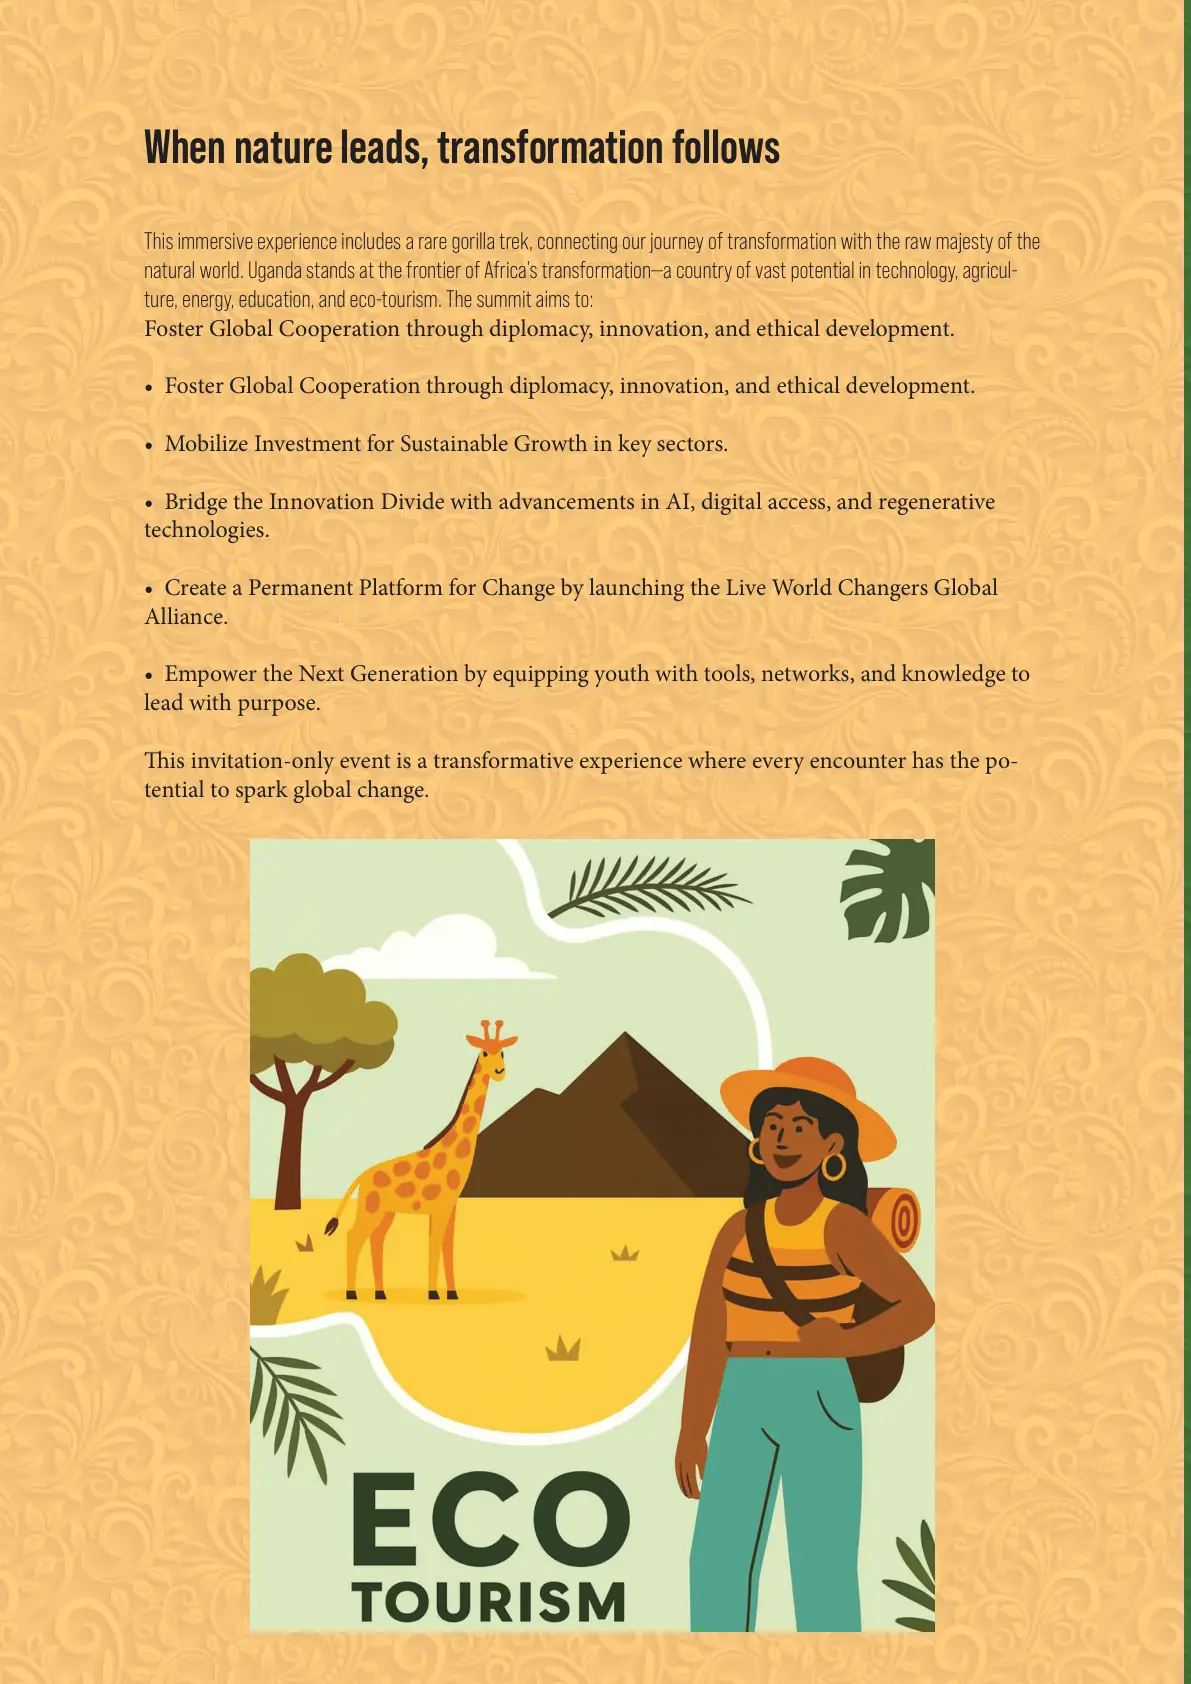 When nature leads, transformation follows
This immersive experience includes a rare gorilla trek, connecting our journey of transformation with the raw majesty of the
natural world. Uganda stands at the frontier of Africa's transformation—a country of vast potential in technology, agricul-
ture, energy, education, and eco-tourism. The summit aims to:
Foster Global Cooperation through diplomacy, innovation, and ethical development.
• Foster Global Cooperation through diplomacy, innovation, and ethical development.
• Mobilize Investment for Sustainable Growth in key sectors.
• Bridge the Innovation Divide with advancements in AI, digital access, and regenerative
technologies.
• Create a Permanent Platform for Change by launching the Live World Changers Global
Alliance.
• Empower the Next Generation by equipping youth with tools, networks, and knowledge to
lead with purpose.
This invitation-only event is a transformative experience where every encounter has the po-
tential to spark global change.
ECO
TOURISM